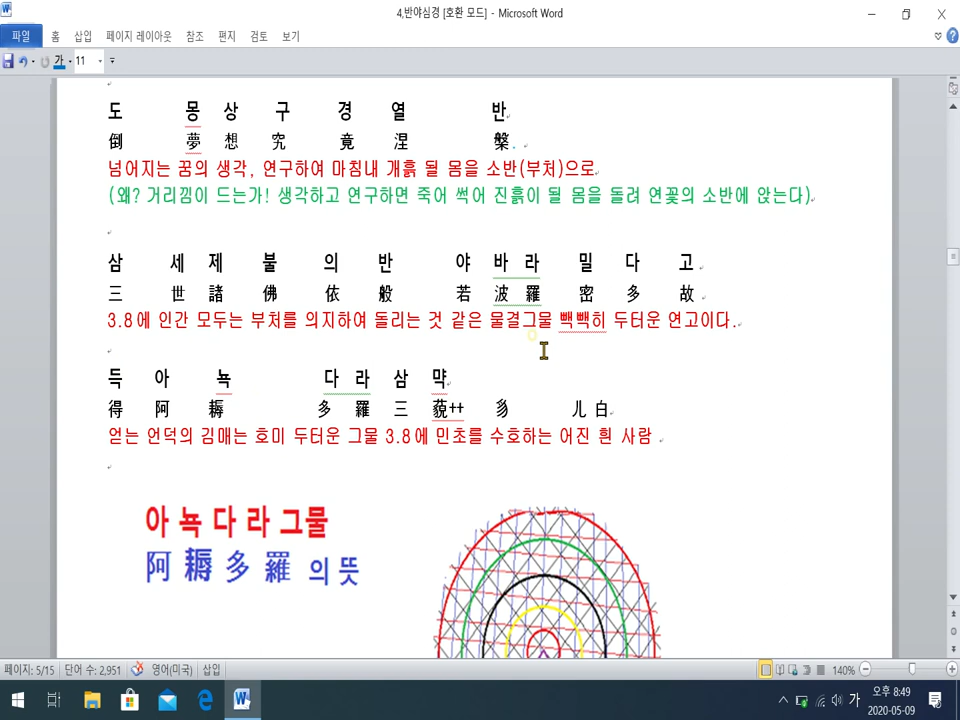 4,반야심경 [호환 모드] - Microsoft Word
파일 홈 삽입 페이지 레이아웃 참조 편지 검토 보기
가 11
도 몽 상 구 경 열 반
倒 夢 想 究 竟 涅 槃.
넘어지는 꿈의 생각, 연구하여 마침내 개흙 될 몸을 소반(부처)으로
(왜? 거리낌이 드는가! 생각하고 연구하면 죽어 썩어 진흙이 될 몸을 돌려 연꽃의 소반에 앉는다)
삼 세 제 불 의 반 야 바 라 밀 다 고
三 世 諸 佛 依 般 若 波 羅 密 多 故
3.8에 인간 모두는 부처를 의지하여 돌리는 것 같은 물결그물 빽빽히 두터운 연고이다.
득 아 뇩 다 라 삼 먁
得 阿 耨 多 羅 三 藐++ 豸 儿 白
얻는 언덕의 김매는 호미 두터운 그물 3.8에 민초를 수호하는 어진 흰 사람
아 뇩 다 라 그물
阿 耨 多 羅 의 뜻
페이지: 5/15 단어 수: 2,951 영어(미국) 삽입 140%
가 오후 8:49
2020-05-09